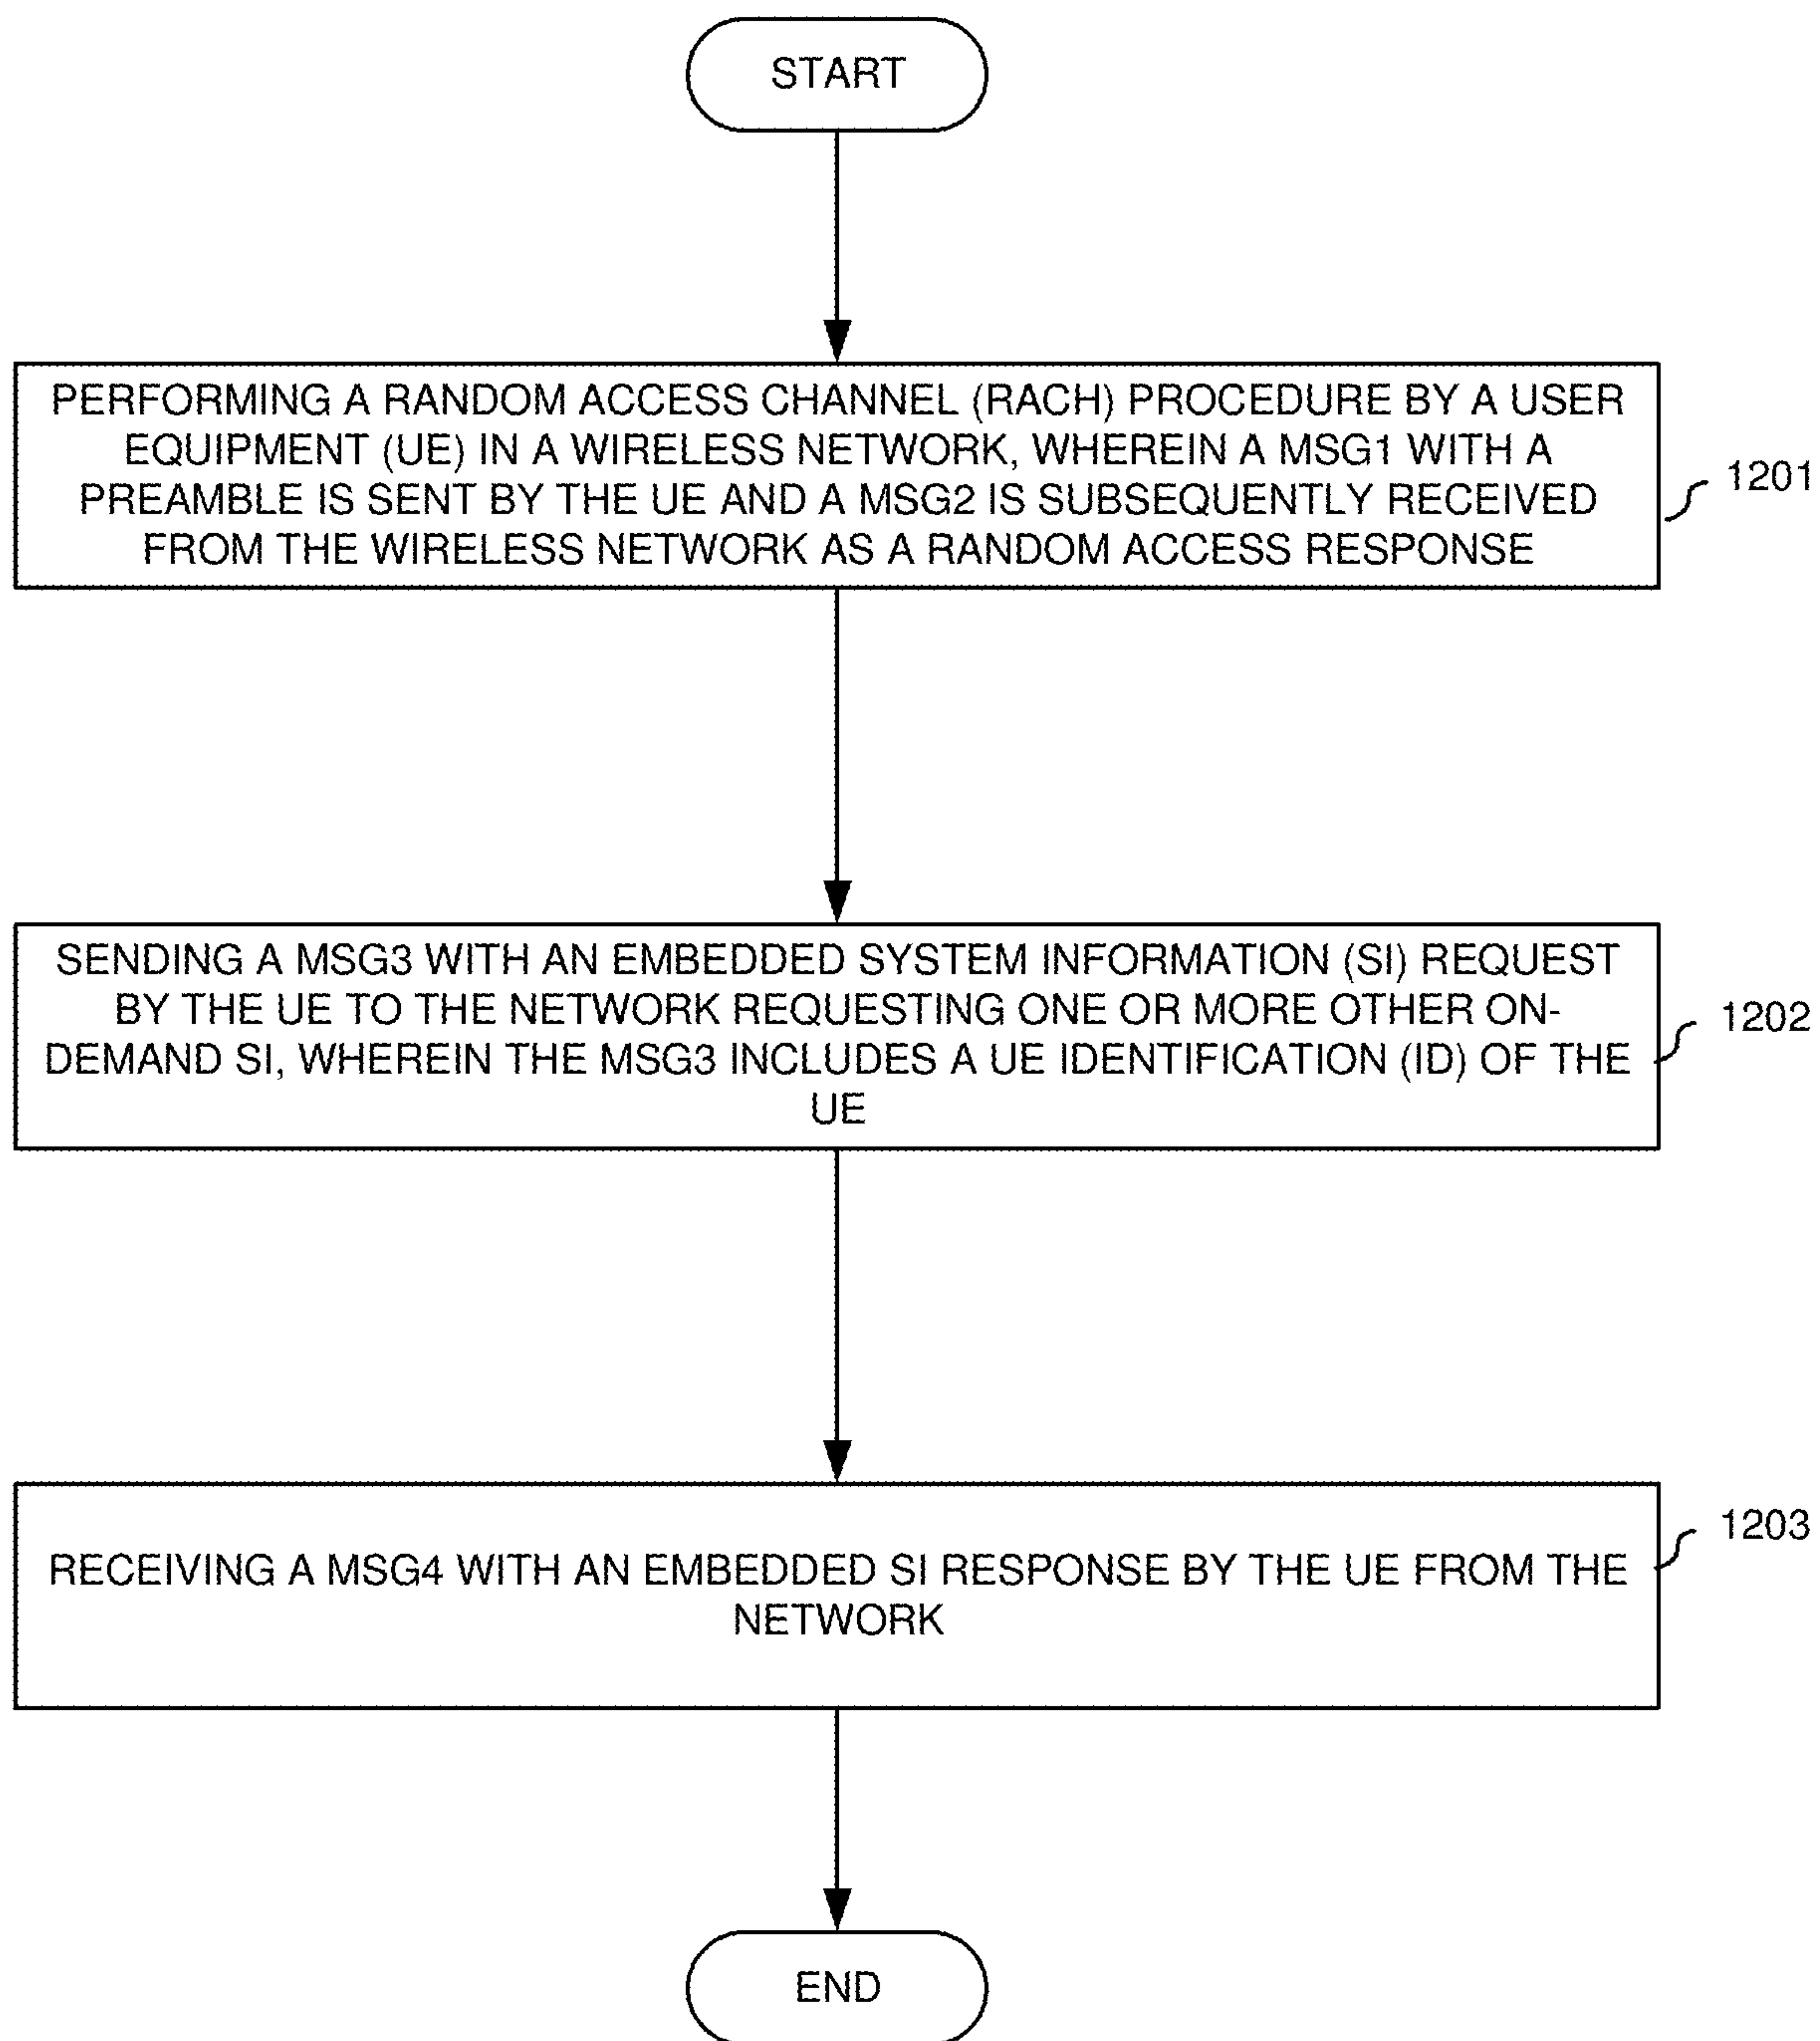 START
PERFORMING A RANDOM ACCESS CHANNEL (RACH) PROCEDURE BY A USER
EQUIPMENT (UE) IN A WIRELESS NETWORK, WHEREIN A MSG1 WITH A
PREAMBLE IS SENT BY THE UE AND A MSG2 IS SUBSEQUENTLY RECEIVED
FROM THE WIRELESS NETWORK AS A RANDOM ACCESS RESPONSE
1201
SENDING A MSG3 WITH AN EMBEDDED SYSTEM INFORMATION (SI) REQUEST
BY THE UE TO THE NETWORK REQUESTING ONE OR MORE OTHER ON-
DEMAND SI, WHEREIN THE MSG3 INCLUDES A UE IDENTIFICATION (ID) OF THE
UE
1202
RECEIVING A MSG4 WITH AN EMBEDDED SI RESPONSE BY THE UE FROM THE
NETWORK
1203
END